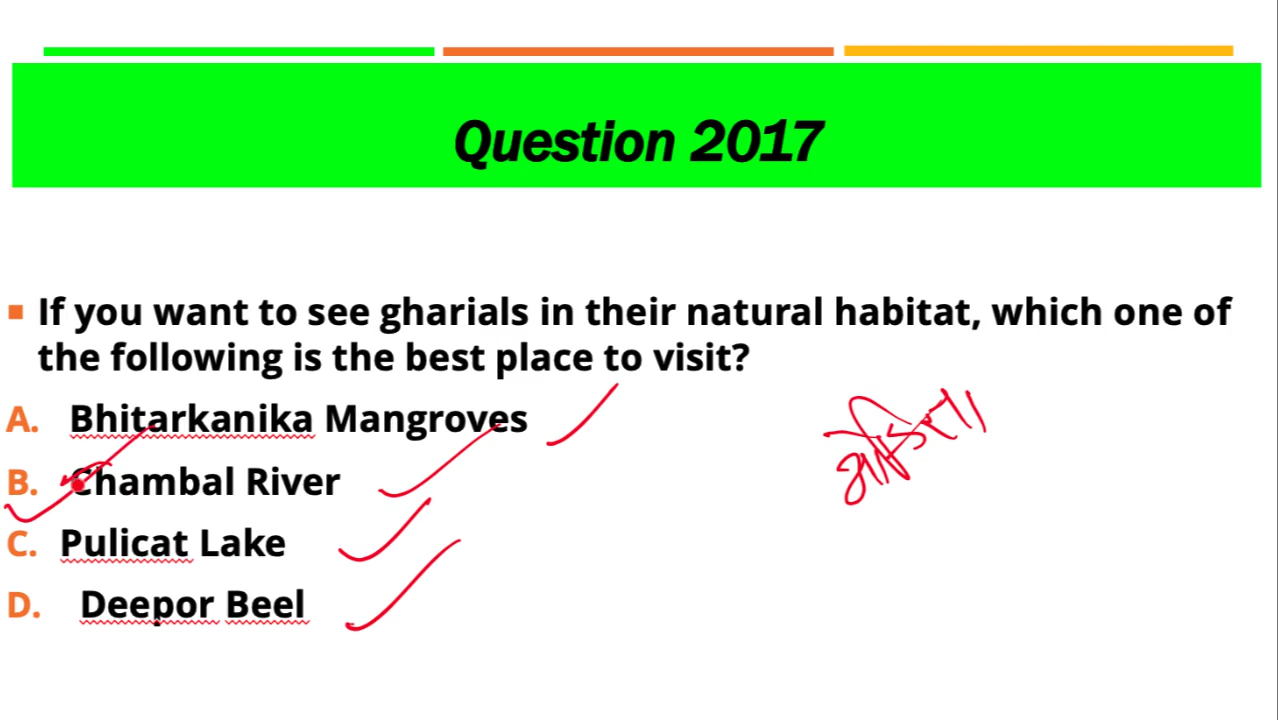 Question 2017
If you want to see gharials in their natural habitat, which one of
the following is the best place to visit?
A. Bhitarkanika Mangroves
B. Chambal River
C. Pulicat Lake
D. Deepor Beel